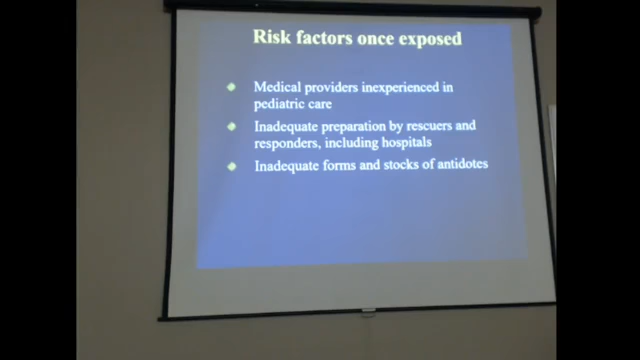 Risk factors once exposed
Medical providers inexperienced in
pediatric care
Inadequate preparation by rescuers and
responders, including hospitals
Inadequate forms and stocks of antidotes